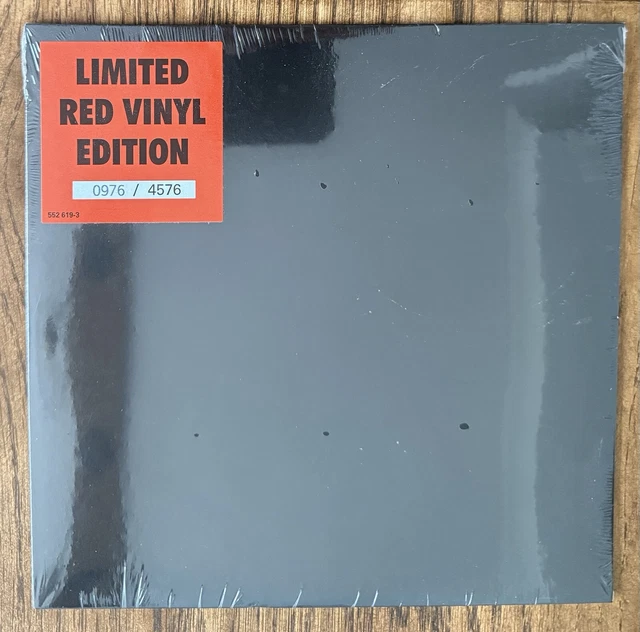 LIMITED
RED VINYL
EDITION
0976 / 4576
552 619-3